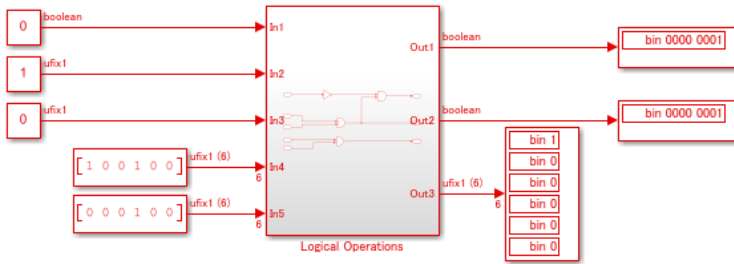 0
boolean
In1
1
ufix1
In2
0
ufix1
In3
[1 0 0 1 0 0]
ufix1 (6)
6
In4
[0 0 0 1 0 0]
ufix1 (6)
6
In5
Out1
boolean
bin 0000 0001
Out2
boolean
bin 0000 0001
Out3
ufix1 (6)
6
bin 1
bin 0
bin 0
bin 0
bin 0
bin 0
Logical Operations